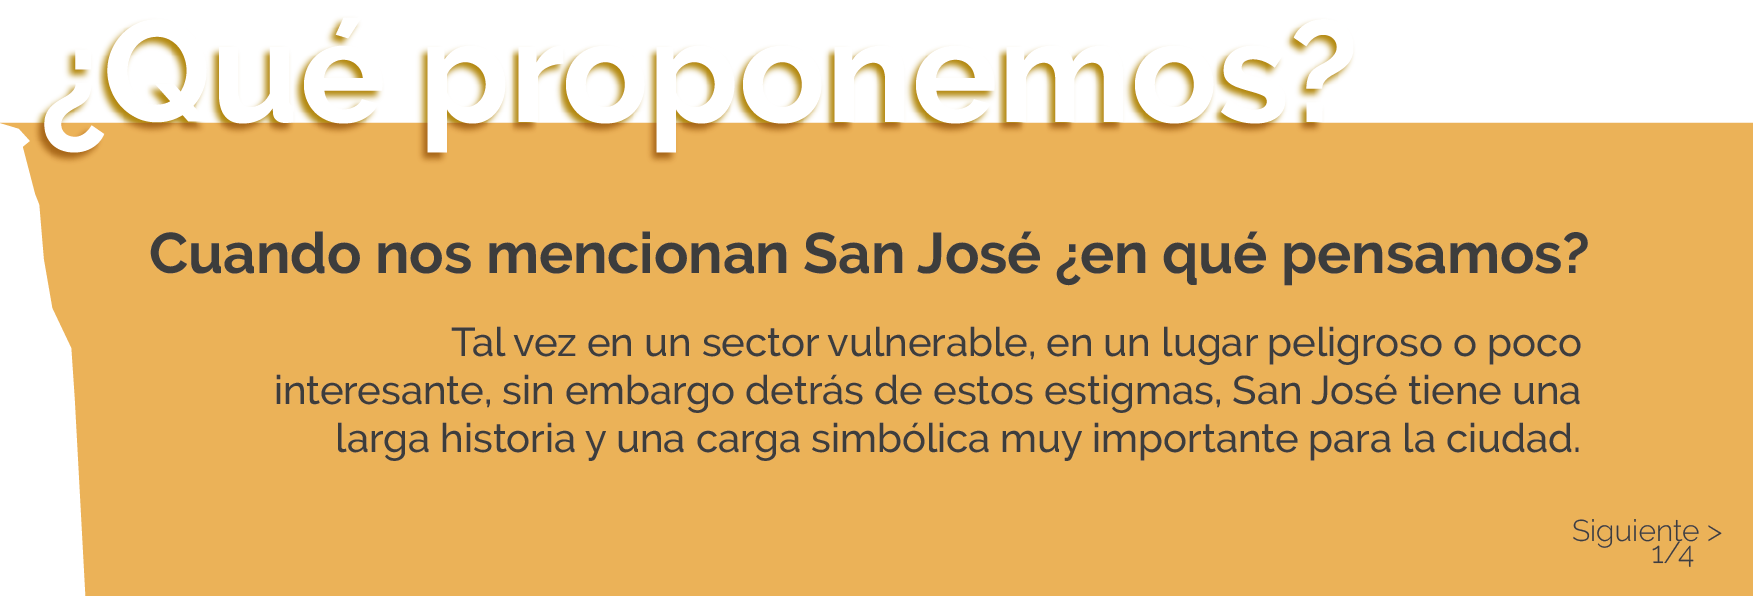 ¿Qué proponemos?
Cuando nos mencionan San José ¿en qué pensamos?
Tal vez en un sector vulnerable, en un lugar peligroso o poco
interesante, sin embargo detrás de estos estigmas, San José tiene una
larga historia y una carga simbólica muy importante para la ciudad.
Siguiente >
1/4